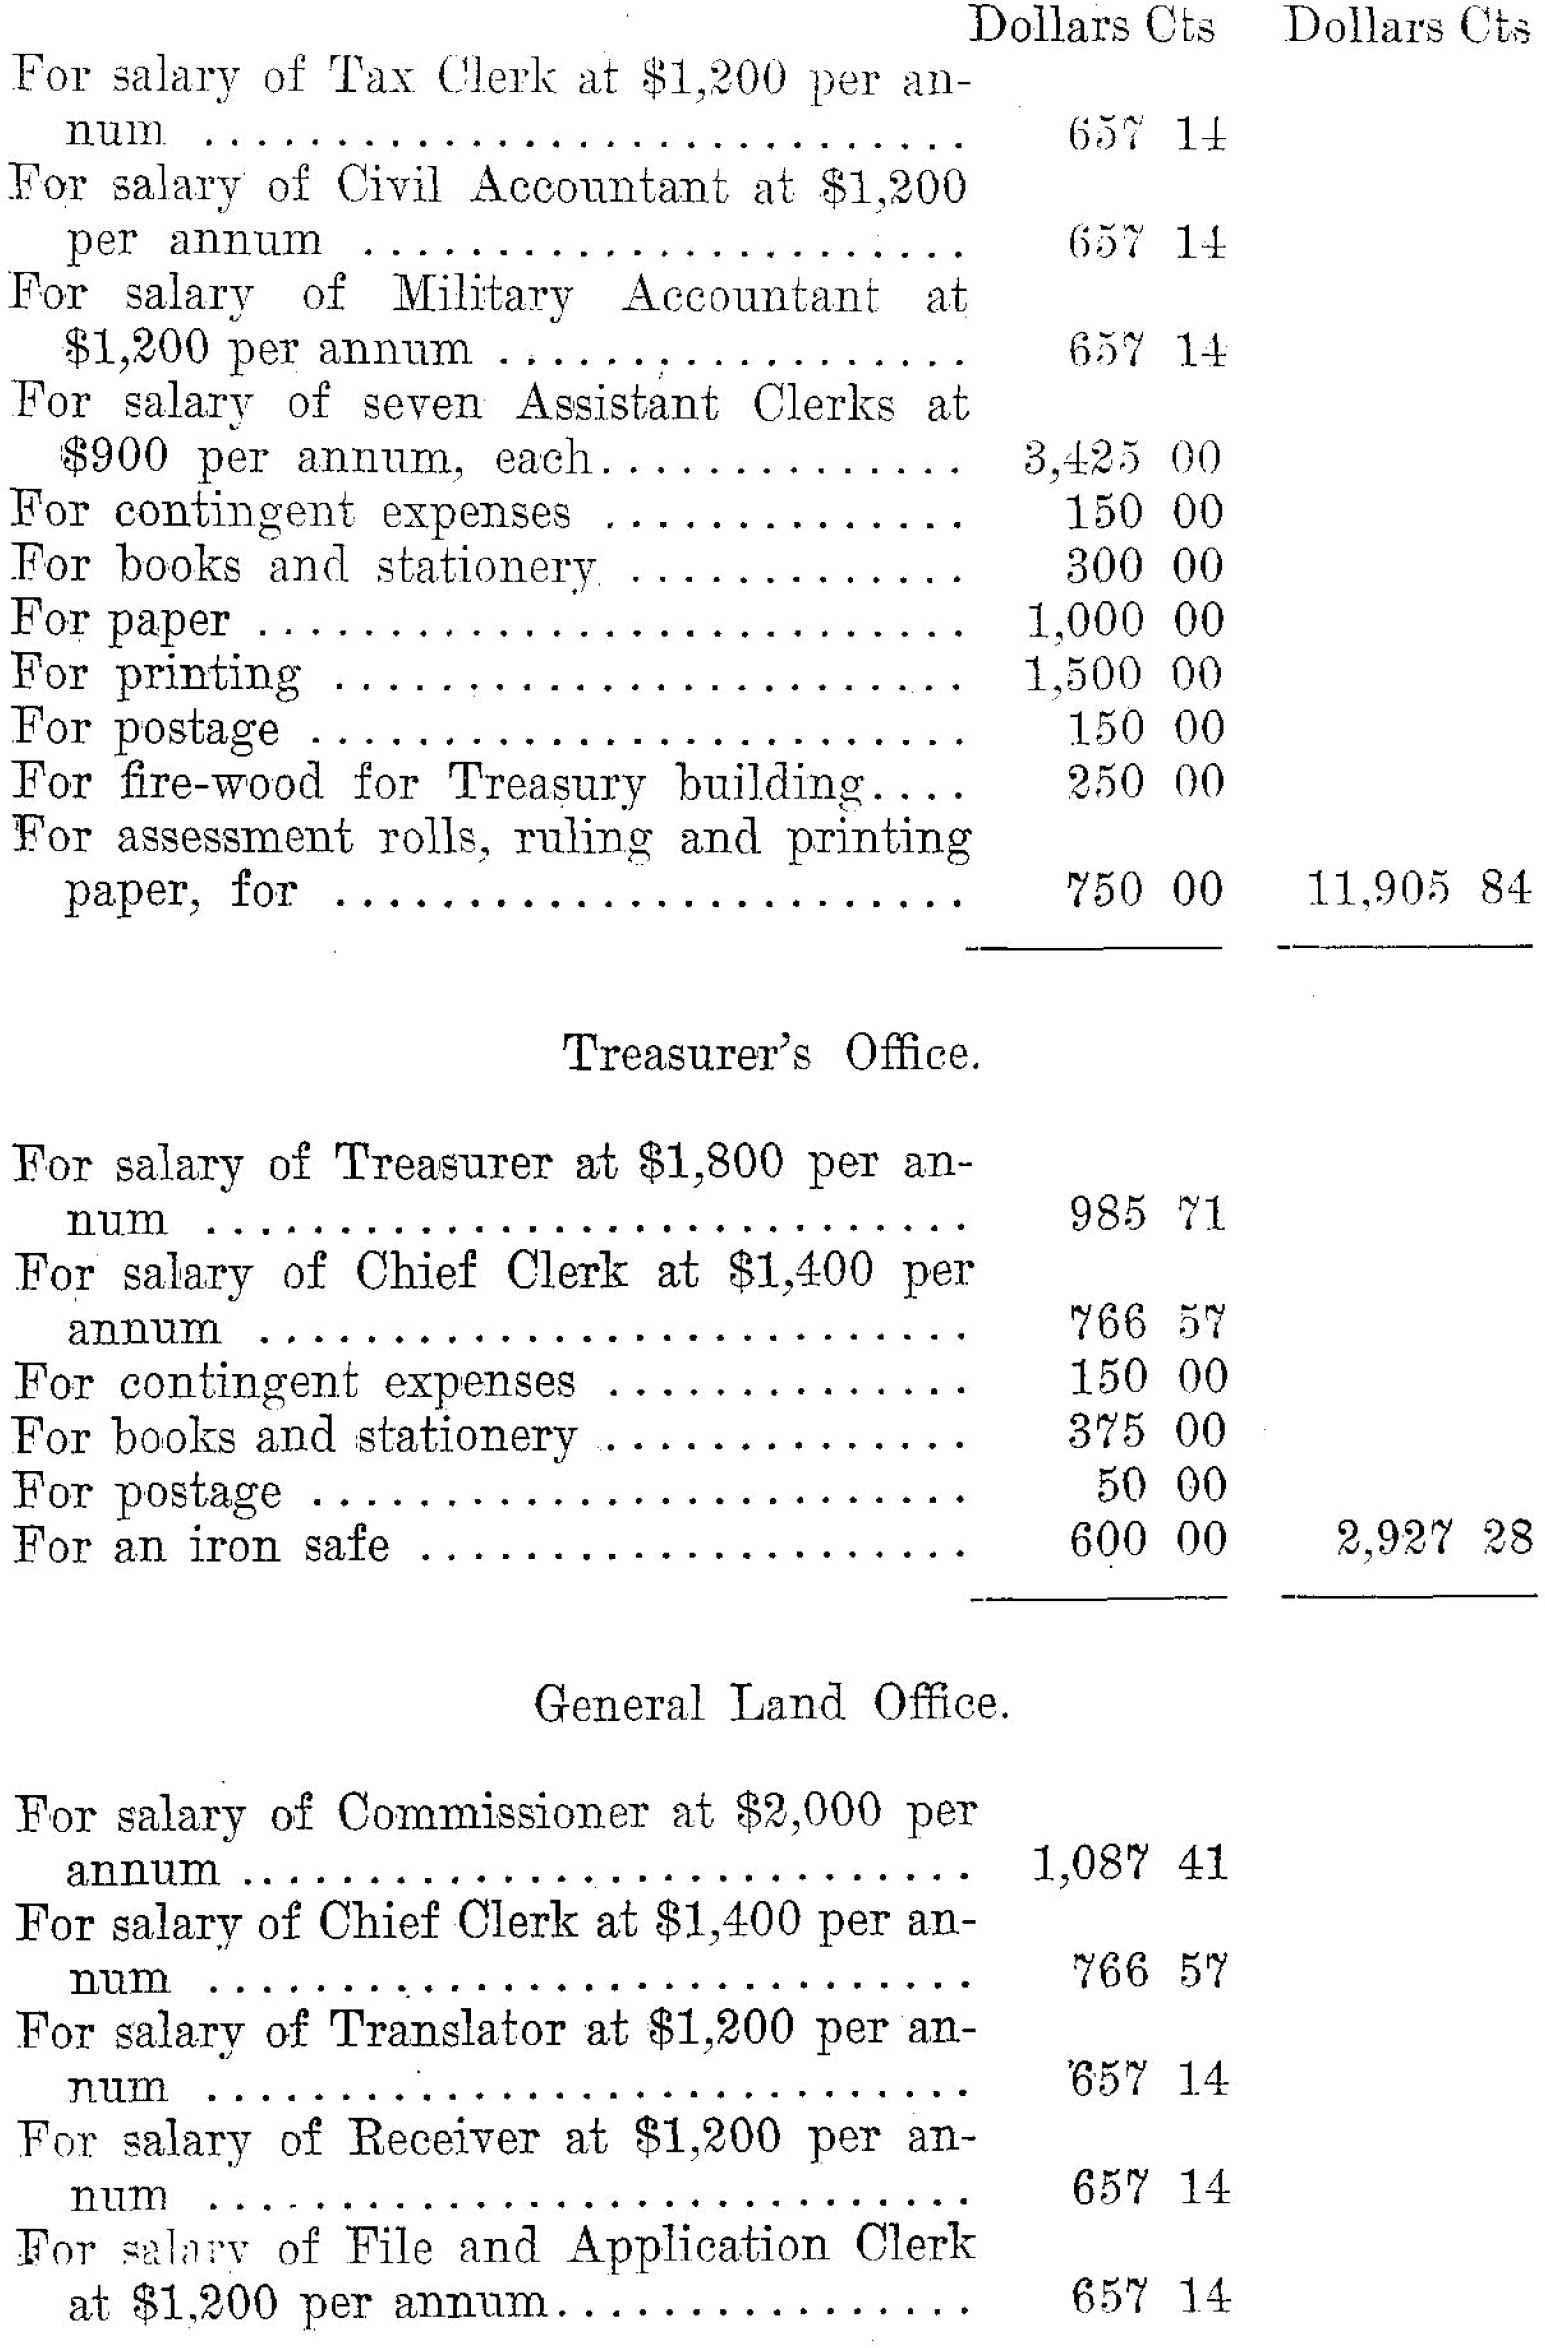 Dollars Cts Dollars Cts
For salary of Tax Clerk at $1,200 per an-
num ............................. 657 14
For salary of Civil Accountant at $1,200
per annum ....................... 657 14
For salary of Military Accountant at
$1,200 per annum .................. 657 14
For salary of seven Assistant Clerks at
$900 per annum, each.............. 3,425 00
For contingent expenses .............. 150 00
For books and stationery ............. 300 00
For paper ........................... 1,000 00
For printing ........................ 1,500 00
For postage ......................... 150 00
For fire-wood for Treasury building.... 250 00
For assessment rolls, ruling and printing
paper, for ........................ 750 00 11,905 84
Treasurer's Office.
For salary of Treasurer at $1,800 per an-
num ............................. 985 71
For salary of Chief Clerk at $1,400 per
annum ........................... 766 57
For contingent expenses .............. 150 00
For books and stationery .............. 375 00
For postage ......................... 50 00
For an iron safe ..................... 600 00 2,927 28
General Land Office.
For salary of Commissioner at $2,000 per
annum ............................ 1,087 41
For salary of Chief Clerk at $1,400 per an-
num ............................. 766 57
For salary of Translator at $1,200 per an-
num ............................. 657 14
For salary of Receiver at $1,200 per an-
num ............................. 657 14
For salary of File and Application Clerk
at $1,200 per annum................ 657 14